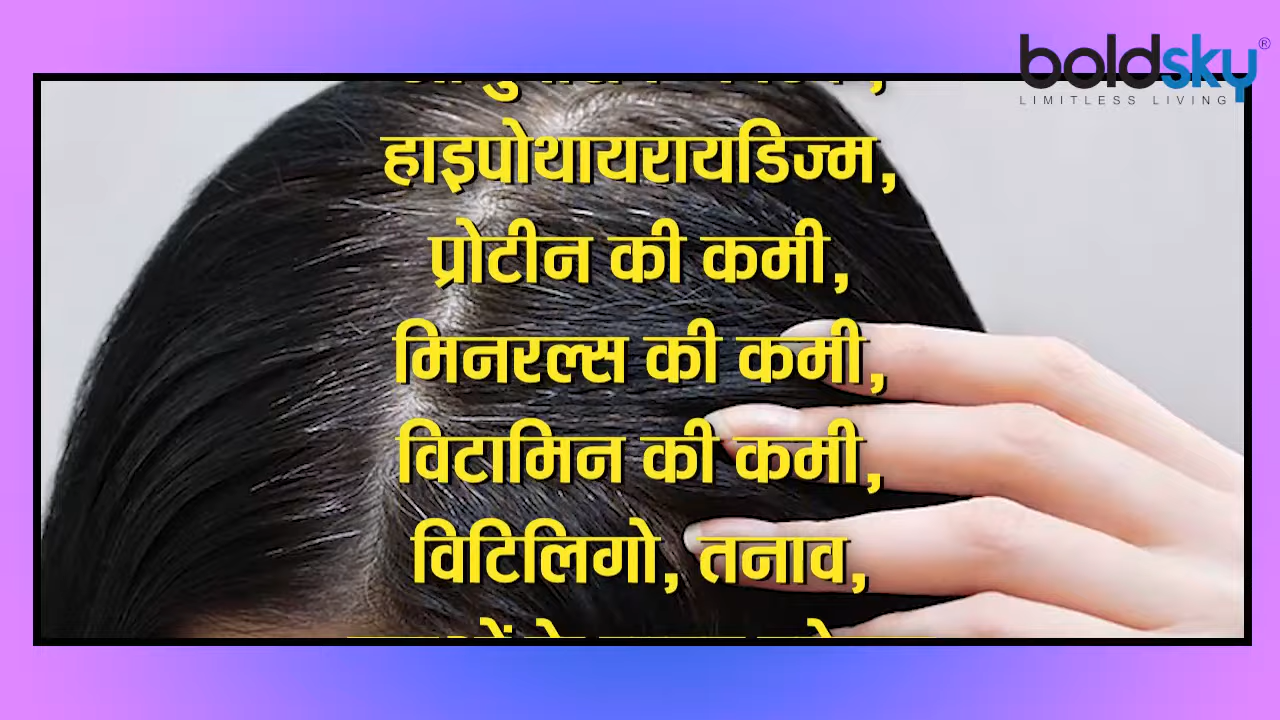 boldsky®
LIMITLESS LIVING
हाइपोथायरायडिज्म,
प्रोटीन की कमी,
मिनरल्स की कमी,
विटामिन की कमी,
विटिलिगो, तनाव,